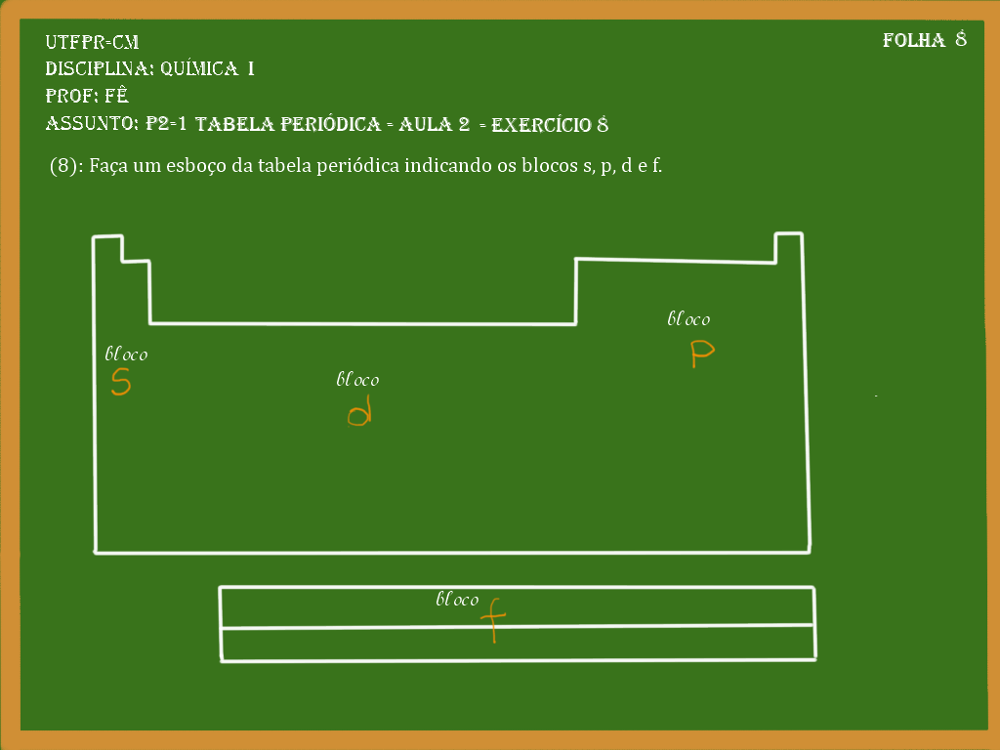 UTFPR-CM
FOLHA 8
DISCIPLINA: QUÍMICA I
PROF: FÊ
ASSUNTO: P2-1 TABELA PERIÓDICA - AULA 2 - EXERCÍCIO 8
(8): Faça um esboço da tabela periódica indicando os blocos s, p, d e f.
bloco
p
bloco
s
bloco
d
bloco
f